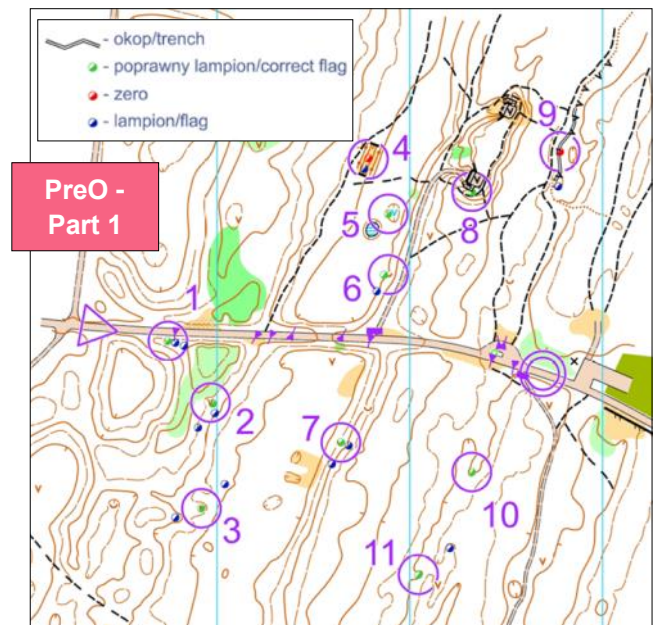 - okop/trench
- poprawny lampion/correct flag
- zero
- lampion/flag
PreO -
Part 1
4
9
5
8
1
6
2
7
3
10
11